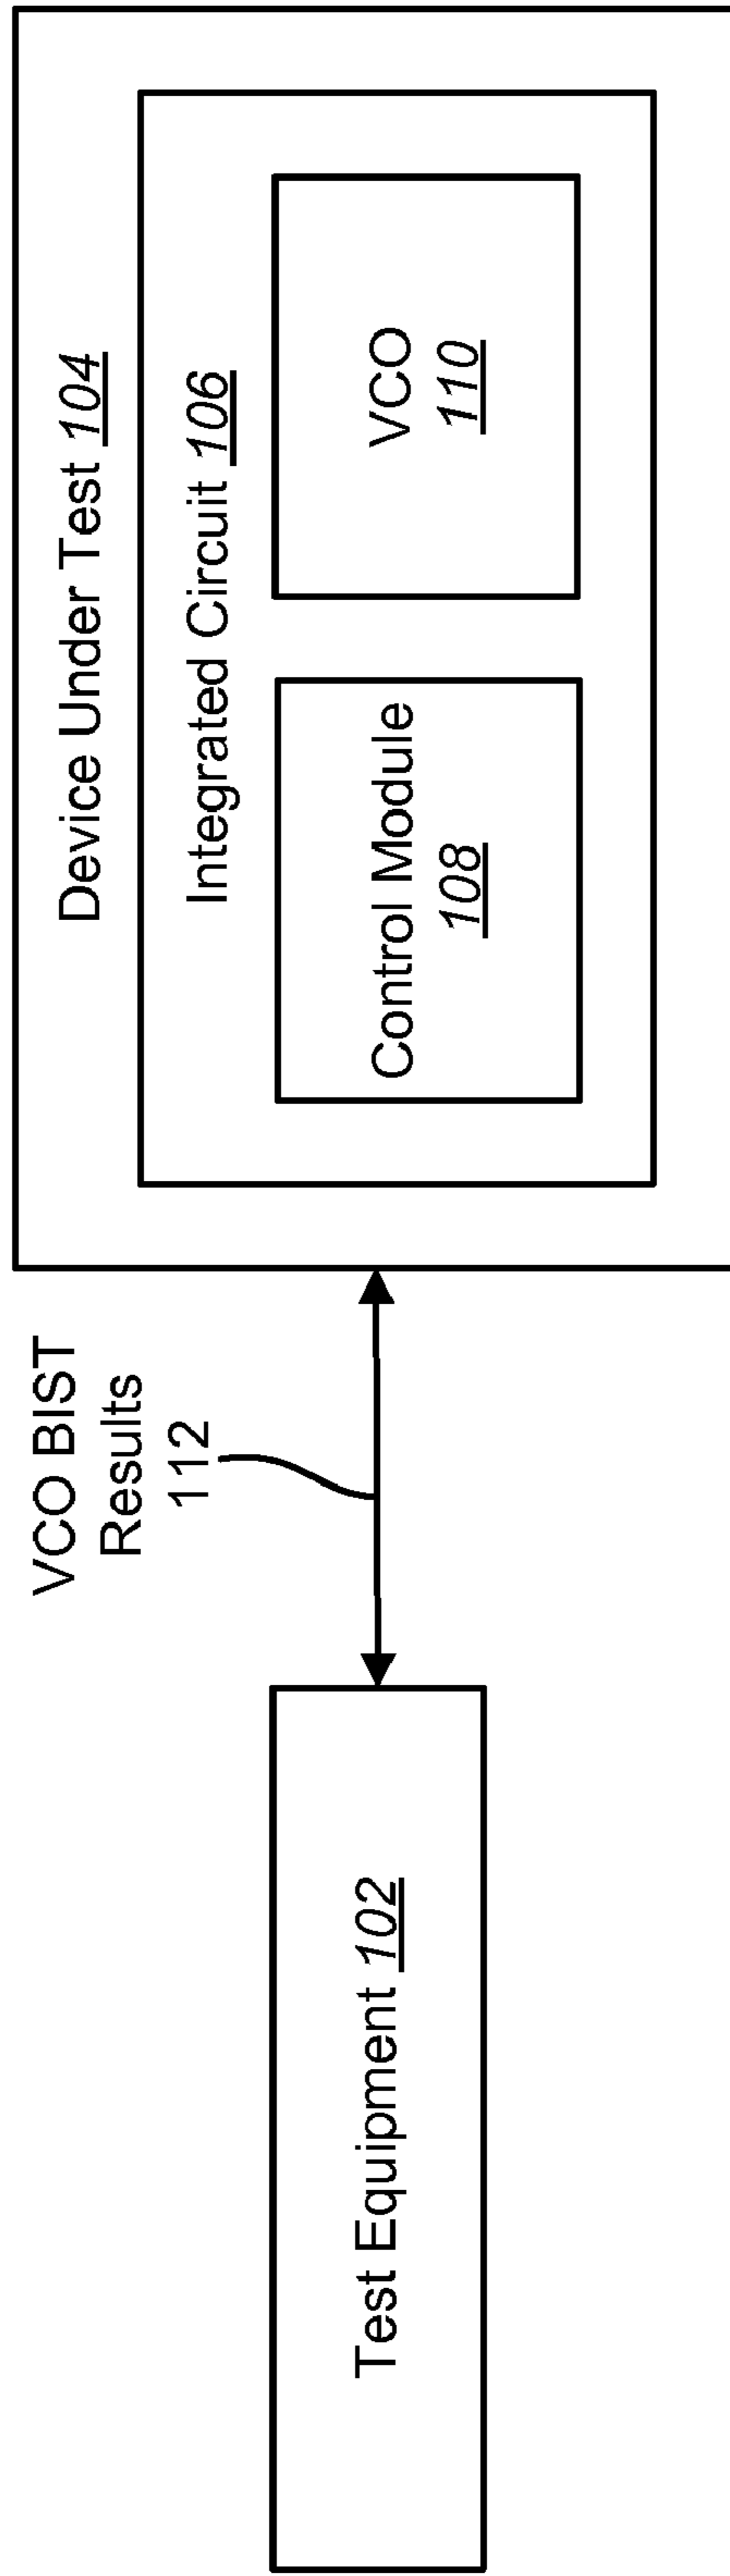 Test Equipment 102
VCO BIST
Results
112
Device Under Test 104
Integrated Circuit 106
Control Module
108
VCO
110